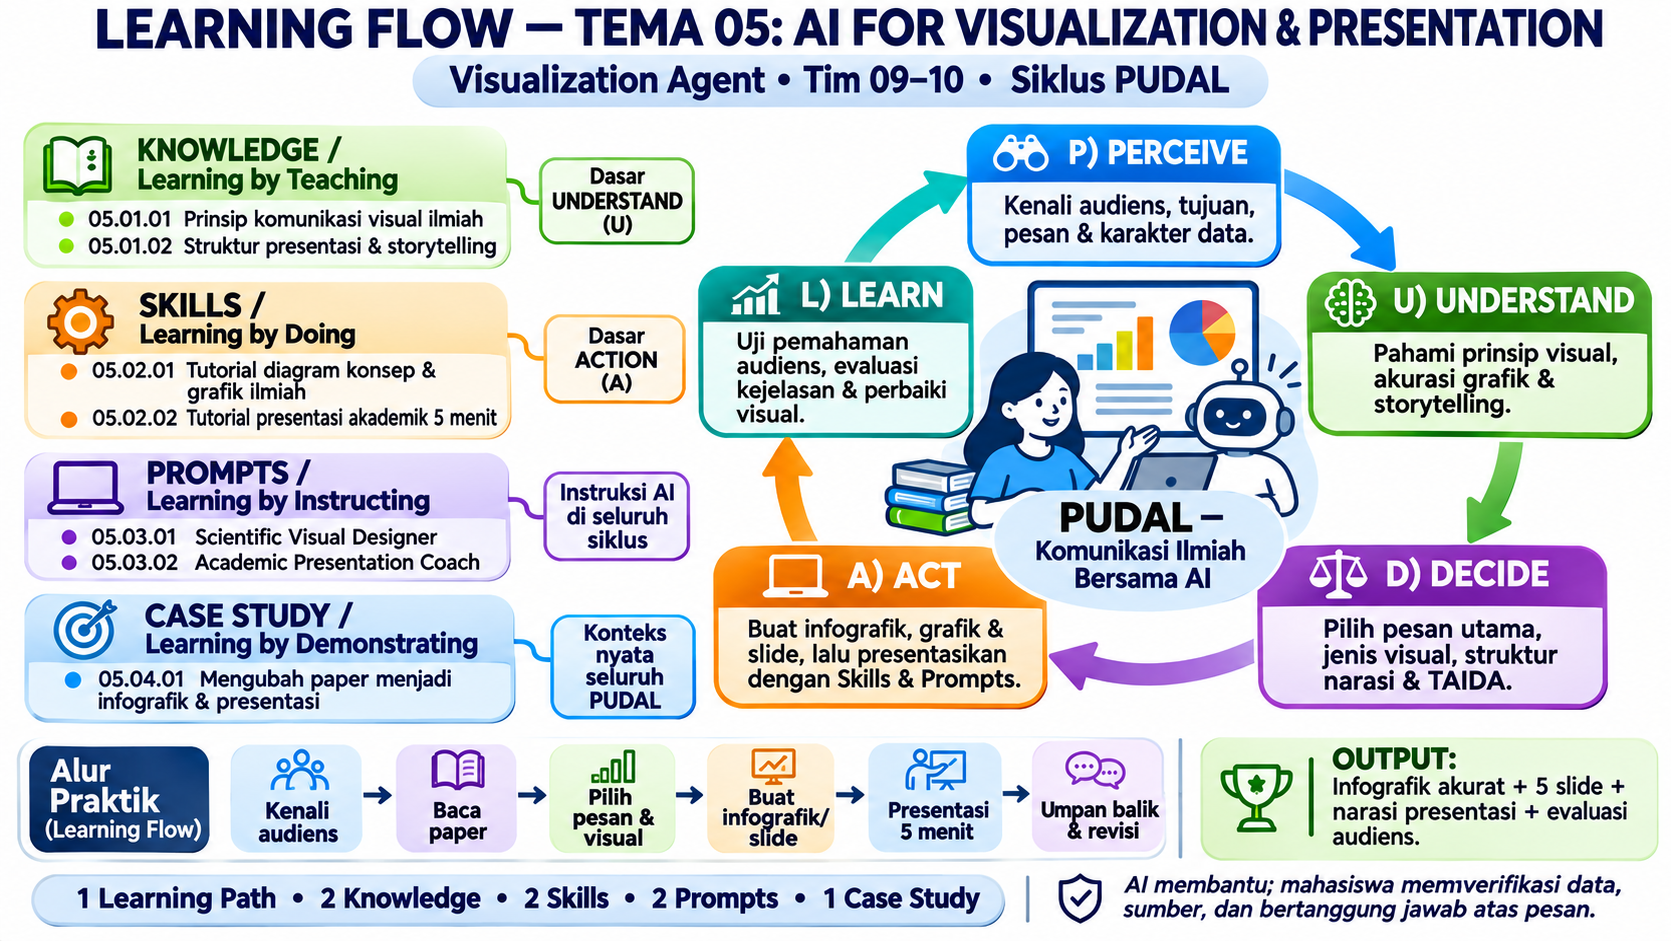 LEARNING FLOW — TEMA 05: AI FOR VISUALIZATION & PRESENTATION
Visualization Agent • Tim 09–10 • Siklus PUDAL
KNOWLEDGE /
Learning by Teaching
05.01.01 Prinsip komunikasi visual ilmiah
05.01.02 Struktur presentasi & storytelling
Dasar
UNDERSTAND
(U)
SKILLS /
Learning by Doing
05.02.01 Tutorial diagram konsep &
grafik ilmiah
05.02.02 Tutorial presentasi akademik 5 menit
Dasar
ACTION
(A)
PROMPTS /
Learning by Instructing
05.03.01 Scientific Visual Designer
05.03.02 Academic Presentation Coach
Instruksi AI
di seluruh
siklus
CASE STUDY /
Learning by Demonstrating
05.04.01 Mengubah paper menjadi
infografik & presentasi
Konteks
nyata
seluruh
PUDAL
P) PERCEIVE
Kenali audiens, tujuan,
pesan & karakter data.
U) UNDERSTAND
Pahami prinsip visual,
akurasi grafik &
storytelling.
D) DECIDE
Pilih pesan utama,
jenis visual, struktur
narasi & TAIDA.
A) ACT
Buat infografik, grafik &
slide, lalu presentasikan
dengan Skills & Prompts.
L) LEARN
Uji pemahaman
audiens, evaluasi
kejelasan & perbaiki
visual.
PUDAL –
Komunikasi Ilmiah
Bersama AI
Alur
Praktik
(Learning Flow)
Kenali
audiens
Baca
paper
Pilih
pesan &
visual
Buat
infografik/
slide
Presentasi
5 menit
Umpan balik
& revisi
OUTPUT:
Infografik akurat + 5 slide +
narasi presentasi + evaluasi
audiens.
1 Learning Path • 2 Knowledge • 2 Skills • 2 Prompts • 1 Case Study
AI membantu; mahasiswa memverifikasi data,
sumber, dan bertanggung jawab atas pesan.